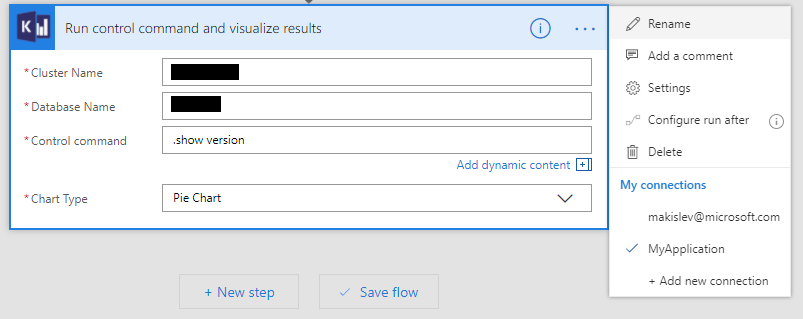 K
Run control command and visualize results
...
* Cluster Name
* Database Name
* Control command
.show version
Add dynamic content
* Chart Type
Pie Chart
+ New step
Save flow
Rename
Add a comment
Settings
Configure run after
Delete
My connections
makislev@microsoft.com
MyApplication
+ Add new connection